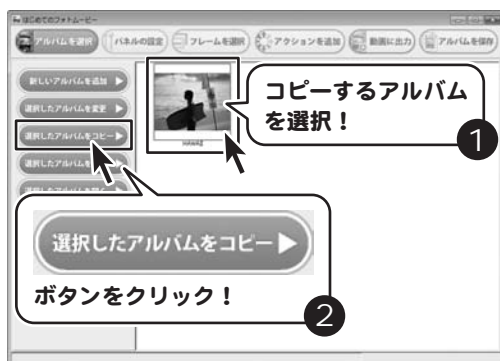 はじめてのフォトムービー
アルバムを選択
パネルの設定
フレームを選択
アクションを追加
動画に出力
アルバムを保存
新しいアルバムを追加
選択したアルバムを変更
選択したアルバムをコピー
HAWAII
コピーするアルバム
を選択！
1
選択したアルバムをコピー
ボタンをクリック！
2